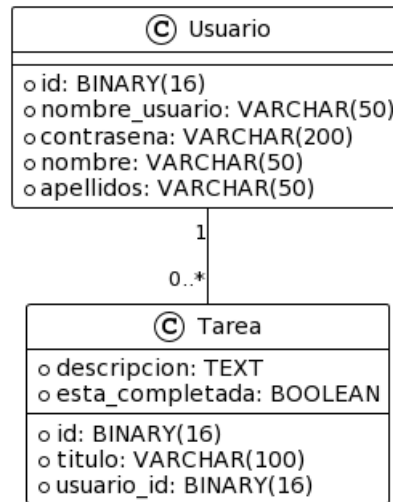 C Usuario
id: BINARY(16)
nombre_usuario: VARCHAR(50)
contrasena: VARCHAR(200)
nombre: VARCHAR(50)
apellidos: VARCHAR(50)
1
0..*
C Tarea
descripcion: TEXT
esta_completada: BOOLEAN
id: BINARY(16)
titulo: VARCHAR(100)
usuario_id: BINARY(16)